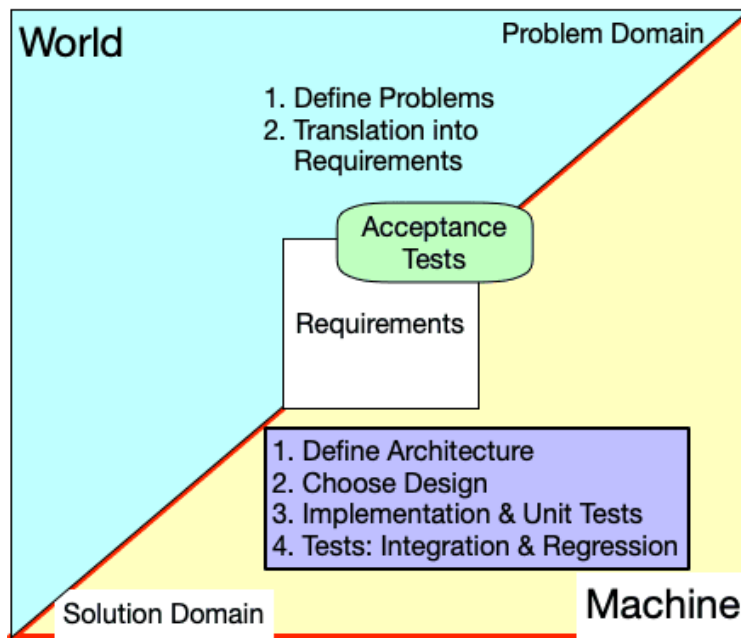 World
Problem Domain
1. Define Problems
2. Translation into
Requirements
Acceptance
Tests
Requirements
1. Define Architecture
2. Choose Design
3. Implementation & Unit Tests
4. Tests: Integration & Regression
Solution Domain
Machine